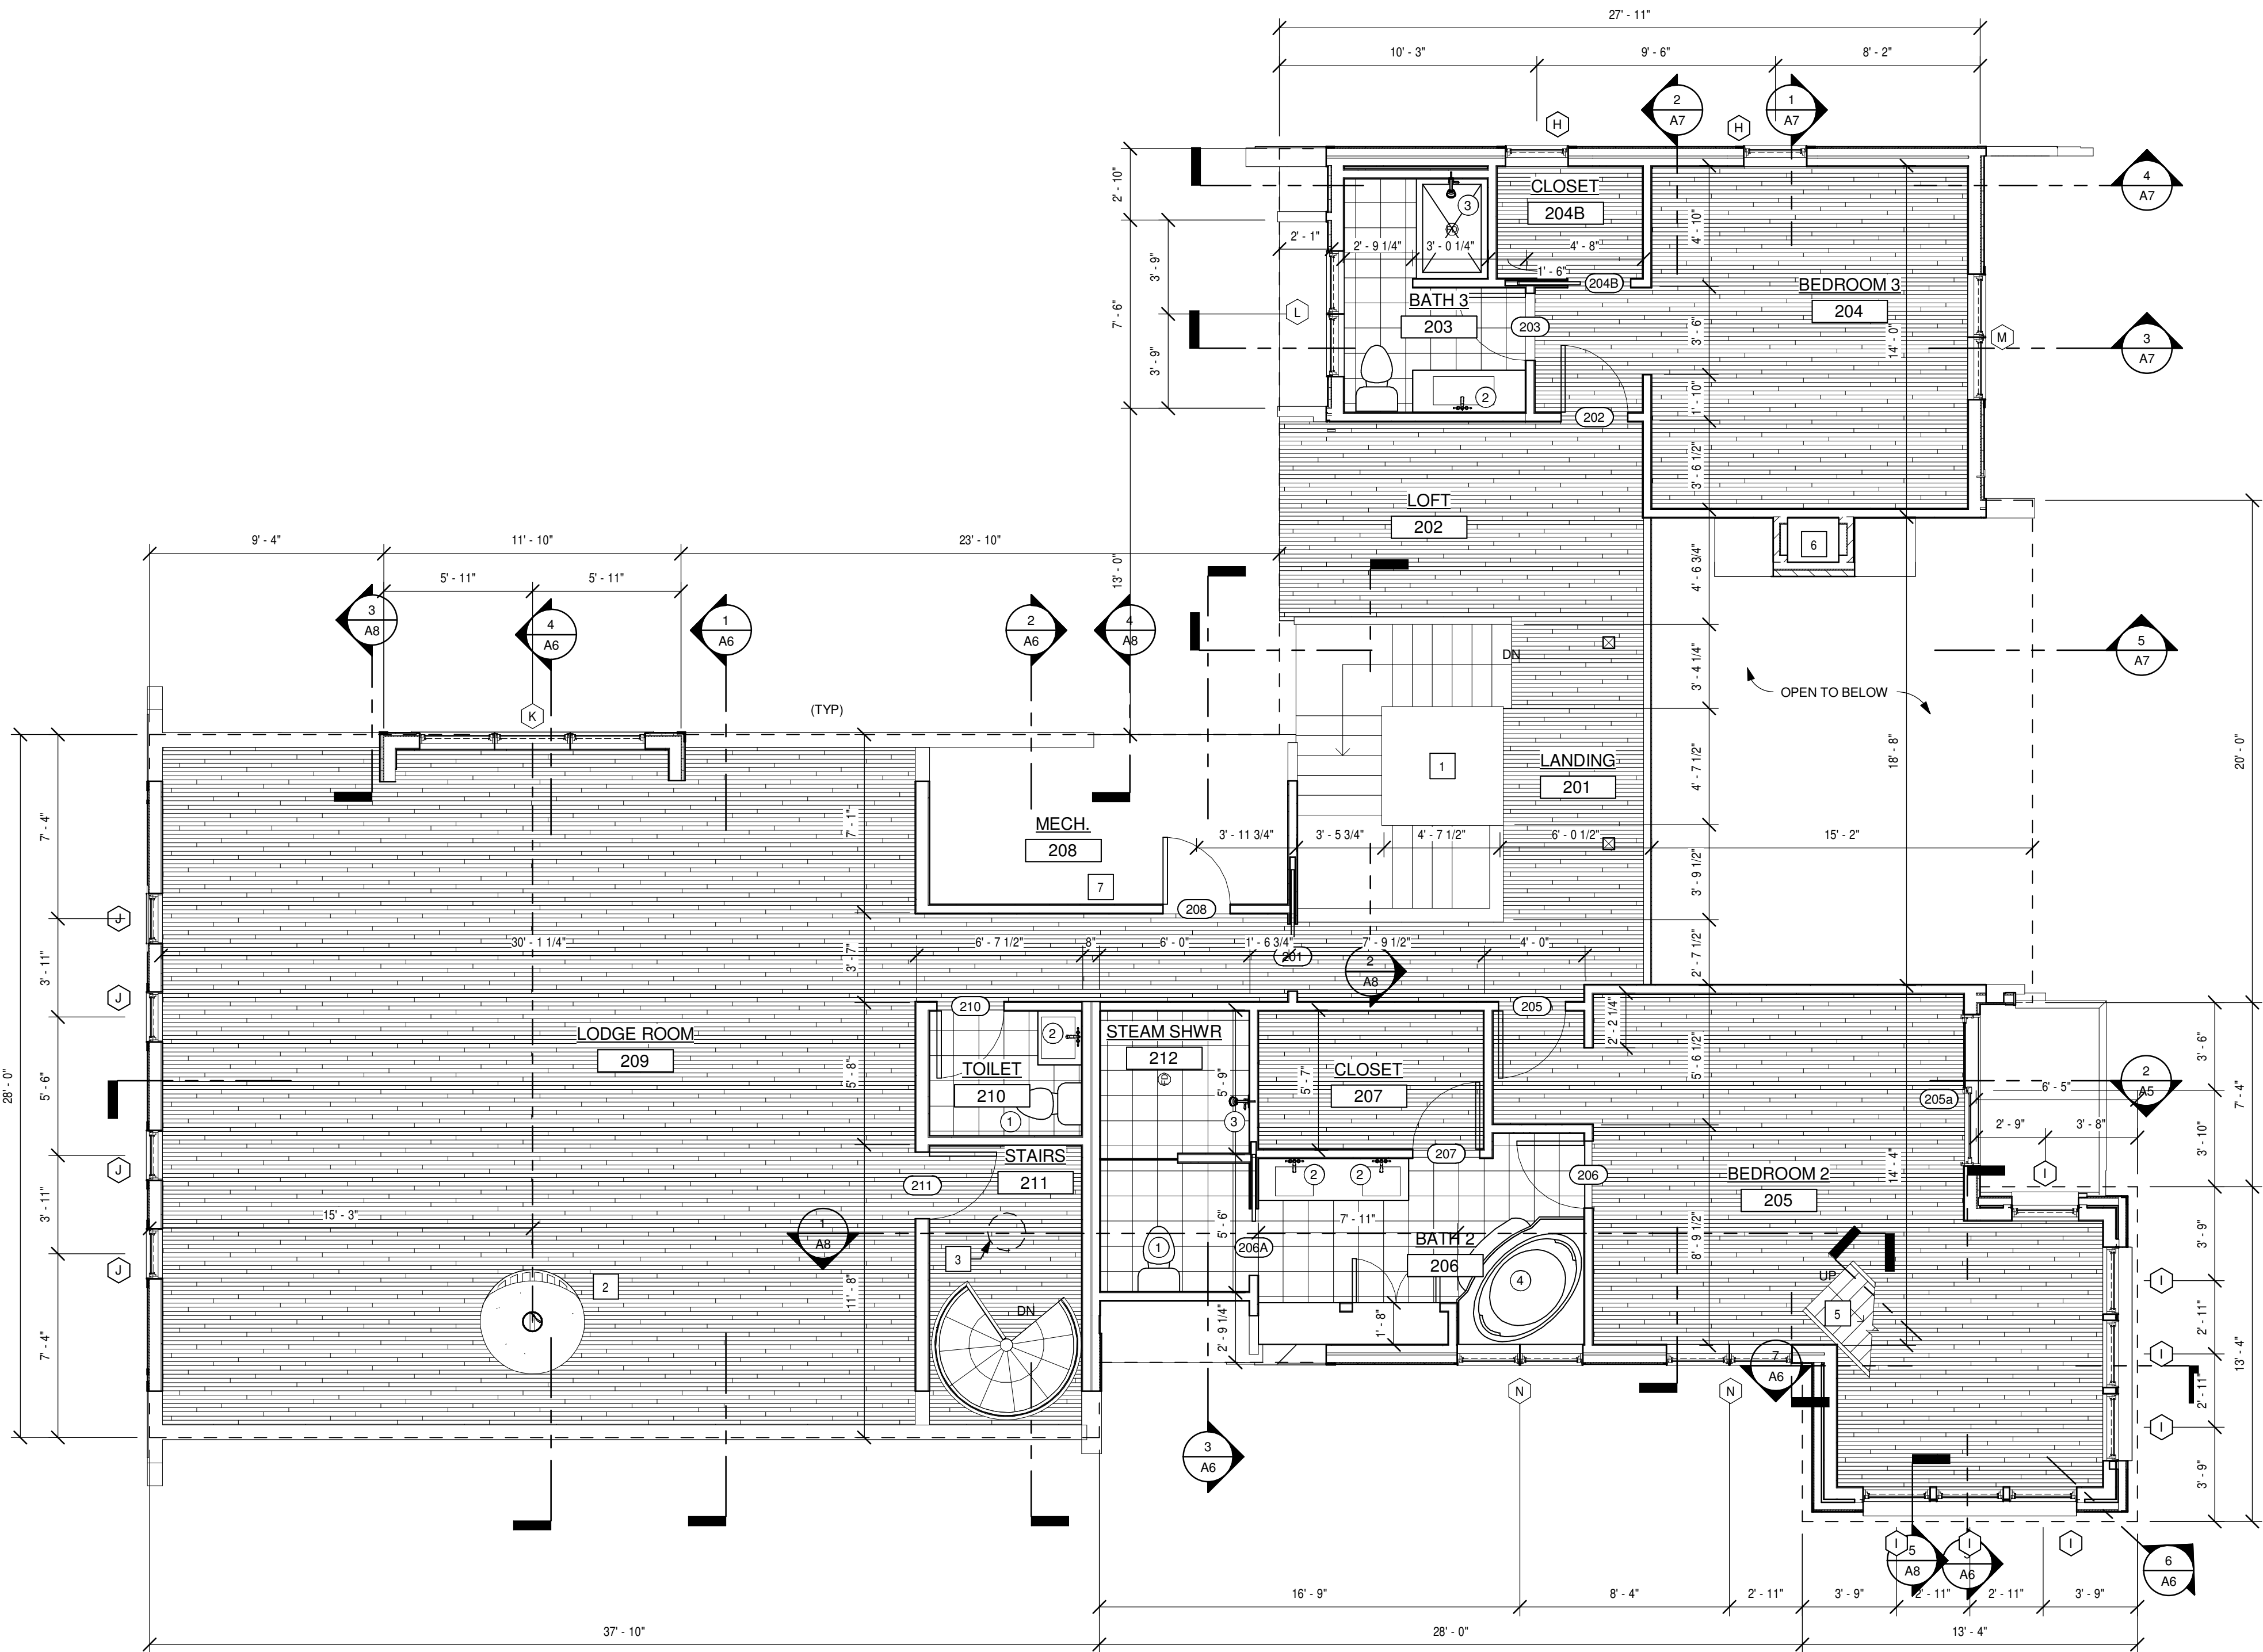 27' - 11"
10' - 3"
9' - 6"
8' - 2"
2
A7
1
A7
H
H
2' - 10"
4
A7
CLOSET
204B
3
3' - 9"
7' - 6"
3' - 9"
2' - 1"
2' - 9 1/4"
3' - 0 1/4"
4' - 8"
4' - 10"
1' - 6"
204B
BEDROOM 3
204
L
BATH 3
203
203
3' - 6"
14' - 0"
M
3
A7
2
1' - 10"
202
3' - 6 1/2"
LOFT
202
9' - 4"
11' - 10"
23' - 10"
13' - 0"
6
5' - 11"
5' - 11"
4' - 6 3/4"
3
A8
4
A6
1
A6
2
A6
4
A8
DN
3' - 4 1/4"
5
A7
OPEN TO BELOW
K
(TYP)
1
LANDING
201
4' - 7 1/2"
18' - 8"
20' - 0"
7' - 4"
7' - 1"
MECH.
208
7
3' - 11 3/4"
3' - 5 3/4"
4' - 7 1/2"
6' - 0 1/2"
15' - 2"
3' - 9 1/2"
208
J
30' - 1 1/4"
3' - 7"
6' - 7 1/2"
8"
6' - 0"
1' - 6 3/4"
7' - 9 1/2"
4' - 0"
201
2
A8
2' - 7 1/2"
3' - 11"
J
28' - 0"
LODGE ROOM
209
210
2
TOILET
210
1
5' - 8"
STEAM SHWR
212
FD
5' - 9"
3
CLOSET
207
5' - 7"
205
2' - 2 1/4"
5' - 6 1/2"
3' - 6"
2
A5
6' - 5"
205a
7' - 4"
2' - 9"
3' - 8"
3' - 10"
5' - 6"
J
STAIRS
211
211
2
2
207
206
BEDROOM 2
205
14' - 4"
I
3' - 11"
15' - 3"
1
A8
3
1
5' - 6"
206A
7' - 11"
BATH 2
206
4
8' - 9 1/2"
UP
5
3' - 9"
I
13' - 4"
J
2
11' - 8"
DN
7' - 4"
2' - 9 1/4"
1' - 8"
2' - 11"
I
7
A6
N
N
2' - 11"
I
3
A6
3' - 9"
I
5
A8
I
A6
I
6
A6
16' - 9"
8' - 4"
2' - 11"
3' - 9"
2' - 11"
2' - 11"
3' - 9"
37' - 10"
28' - 0"
13' - 4"